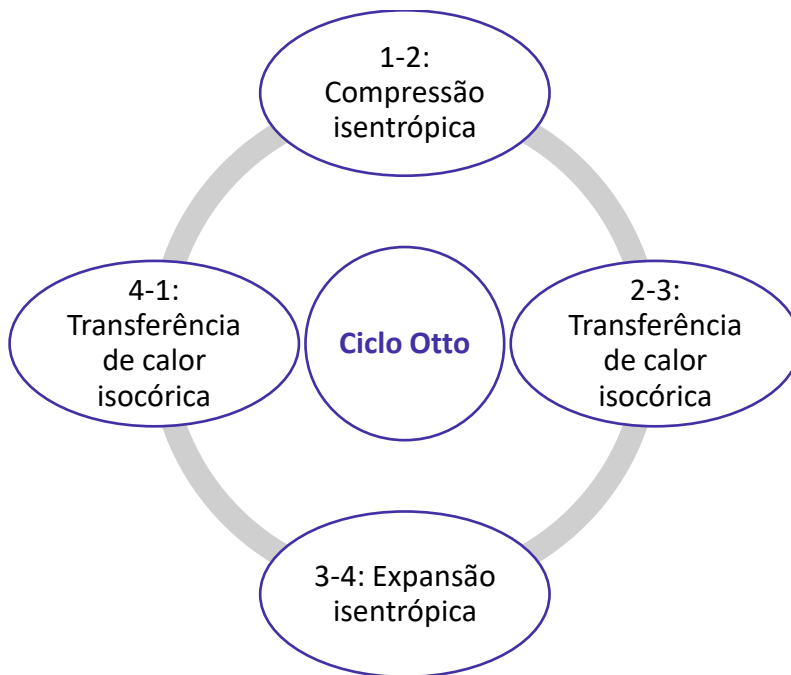 1-2:
Compressão
isentrópica
4-1:
Transferência
de calor
isocórica
Ciclo Otto
2-3:
Transferência
de calor
isocórica
3-4: Expansão
isentrópica